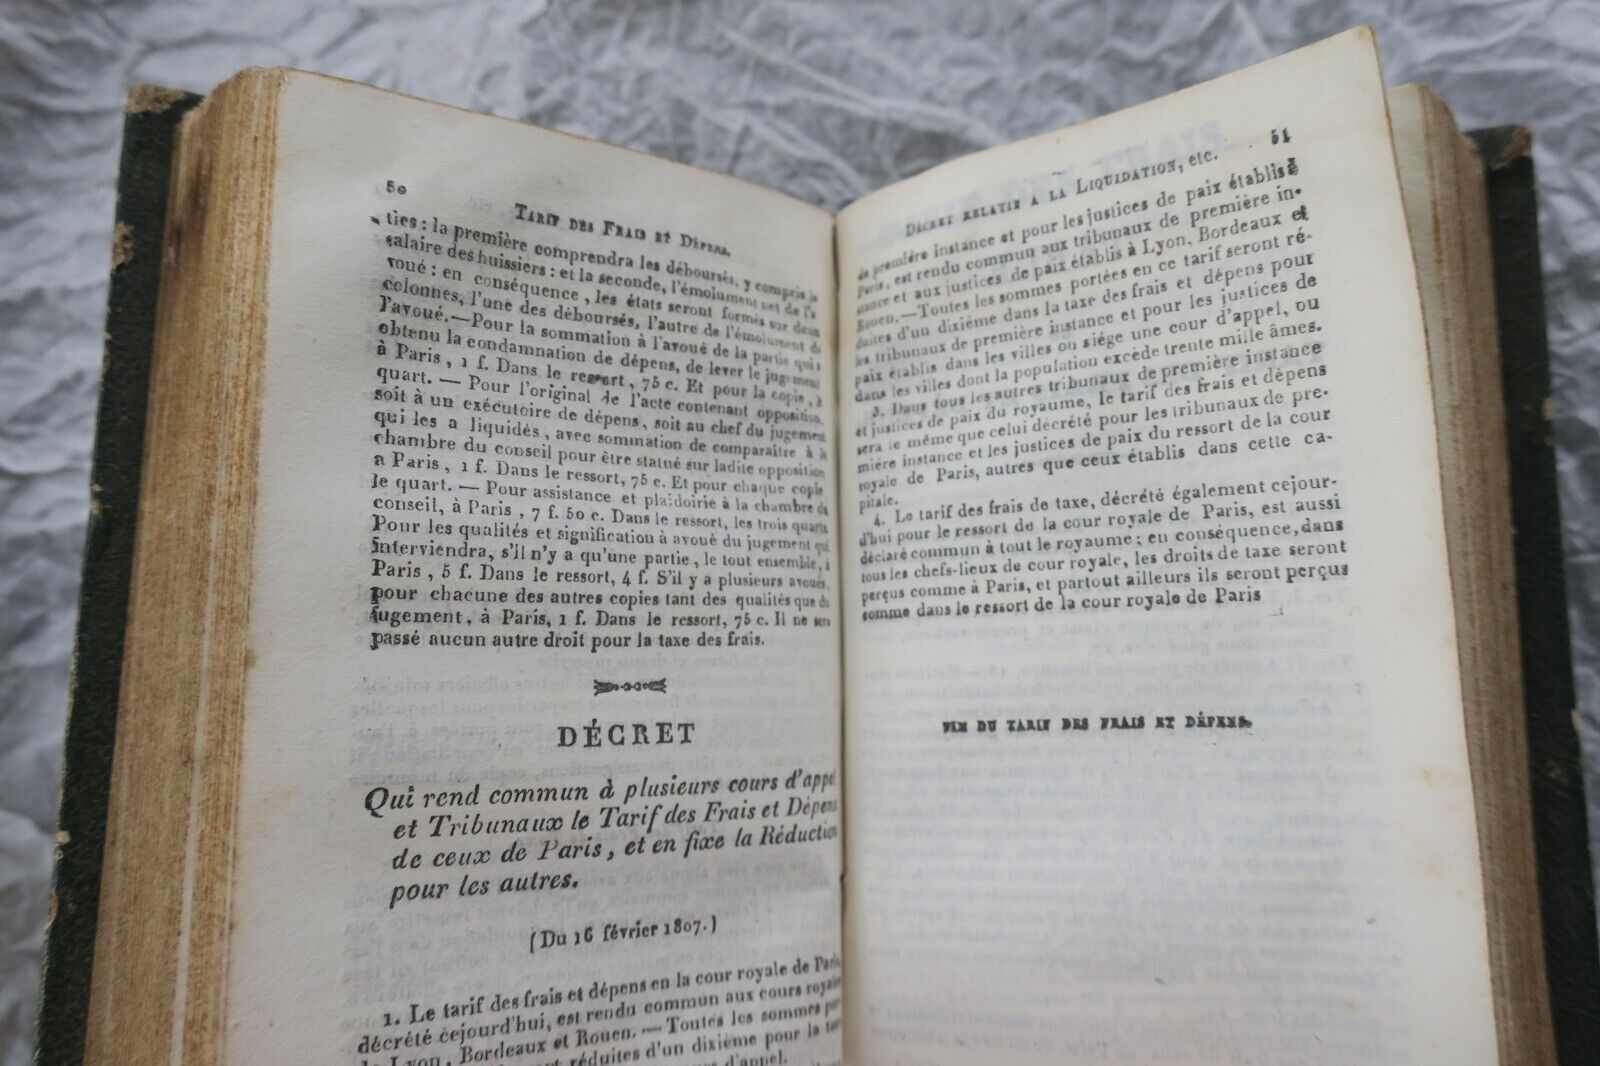 50
TARIF DES FRAIS ET DÉPENS.
ties : la première comprendra les déboursés, y compris le
salaire des huissiers : et la seconde, l'émolument net de l'a
voué : en conséquence, les états seront formés sur deux
colonnes, l'une des déboursés, l'autre de l'émolument de
l'avoué.—Pour la sommation à l'avoué de la partie qui a
obtenu la condamnation de dépens, de lever le jugement
à Paris, 1 f. Dans le ressort, 75 c. Et pour la copie, le
quart. — Pour l'original de l'acte contenant opposition,
soit à un exécutoire de dépens, soit au chef du jugement
qui les a liquidés, avec sommation de comparaître à la
chambre du conseil pour être statué sur ladite opposition
a Paris, 1 f. Dans le ressort, 75 c. Et pour chaque copie
le quart. — Pour assistance et plaidoirie à la chambre du
conseil, à Paris, 7 f. 50 c. Dans le ressort, les trois quarts
Pour les qualités et signification à avoué du jugement qui
interviendra, s'il n'y a qu'une partie, le tout ensemble, à
Paris, 5 f. Dans le ressort, 4 f. S'il y a plusieurs avoués,
pour chacune des autres copies tant des qualités que du
jugement, à Paris, 1 f. Dans le ressort, 75 c. Il ne sera
passé aucun autre droit pour la taxe des frais.
DÉCRET
Qui rend commun à plusieurs cours d'appel
et Tribunaux le Tarif des Frais et Dépens
de ceux de Paris, et en fixe la Réduction
pour les autres.
(Du 16 février 1807.)
1. Le tarif des frais et dépens en la cour royale de Paris,
décrété cejourd'hui, est rendu commun aux cours royales
de Lyon, Bordeaux et Rouen. — Toutes les sommes por-
réduites d'un dixième pour la
d'appel.
51
DÉCRET RELATIF A LA LIQUIDATION, etc.
de première instance et pour les justices de paix établis à
Paris, est rendu commun aux tribunaux de première in-
stance et aux justices de paix établis à Lyon, Bordeaux et
Rouen.—Toutes les sommes portées en ce tarif seront ré-
duites d'un dixième dans la taxe des frais et dépens pour
les tribunaux de première instance et pour les justices de
paix établis dans les villes où siége une cour d'appel, ou
dans les villes dont la population excède trente mille âmes.
3. Dans tous les autres tribunaux de première instance
et justices de paix du royaume, le tarif des frais et dépens
sera le même que celui décrété pour les tribunaux de pre-
mière instance et les justices de paix du ressort de la cour
royale de Paris, autres que ceux établis dans cette ca-
pitale.
4. Le tarif des frais de taxe, décrété également cejour-
d'hui pour le ressort de la cour royale de Paris, est aussi
déclaré commun à tout le royaume ; en conséquence, dans
tous les chefs-lieux de cour royale, les droits de taxe seront
perçus comme à Paris, et partout ailleurs ils seront perçus
comme dans le ressort de la cour royale de Paris
FIN DU TARIF DES FRAIS ET DÉPENS.